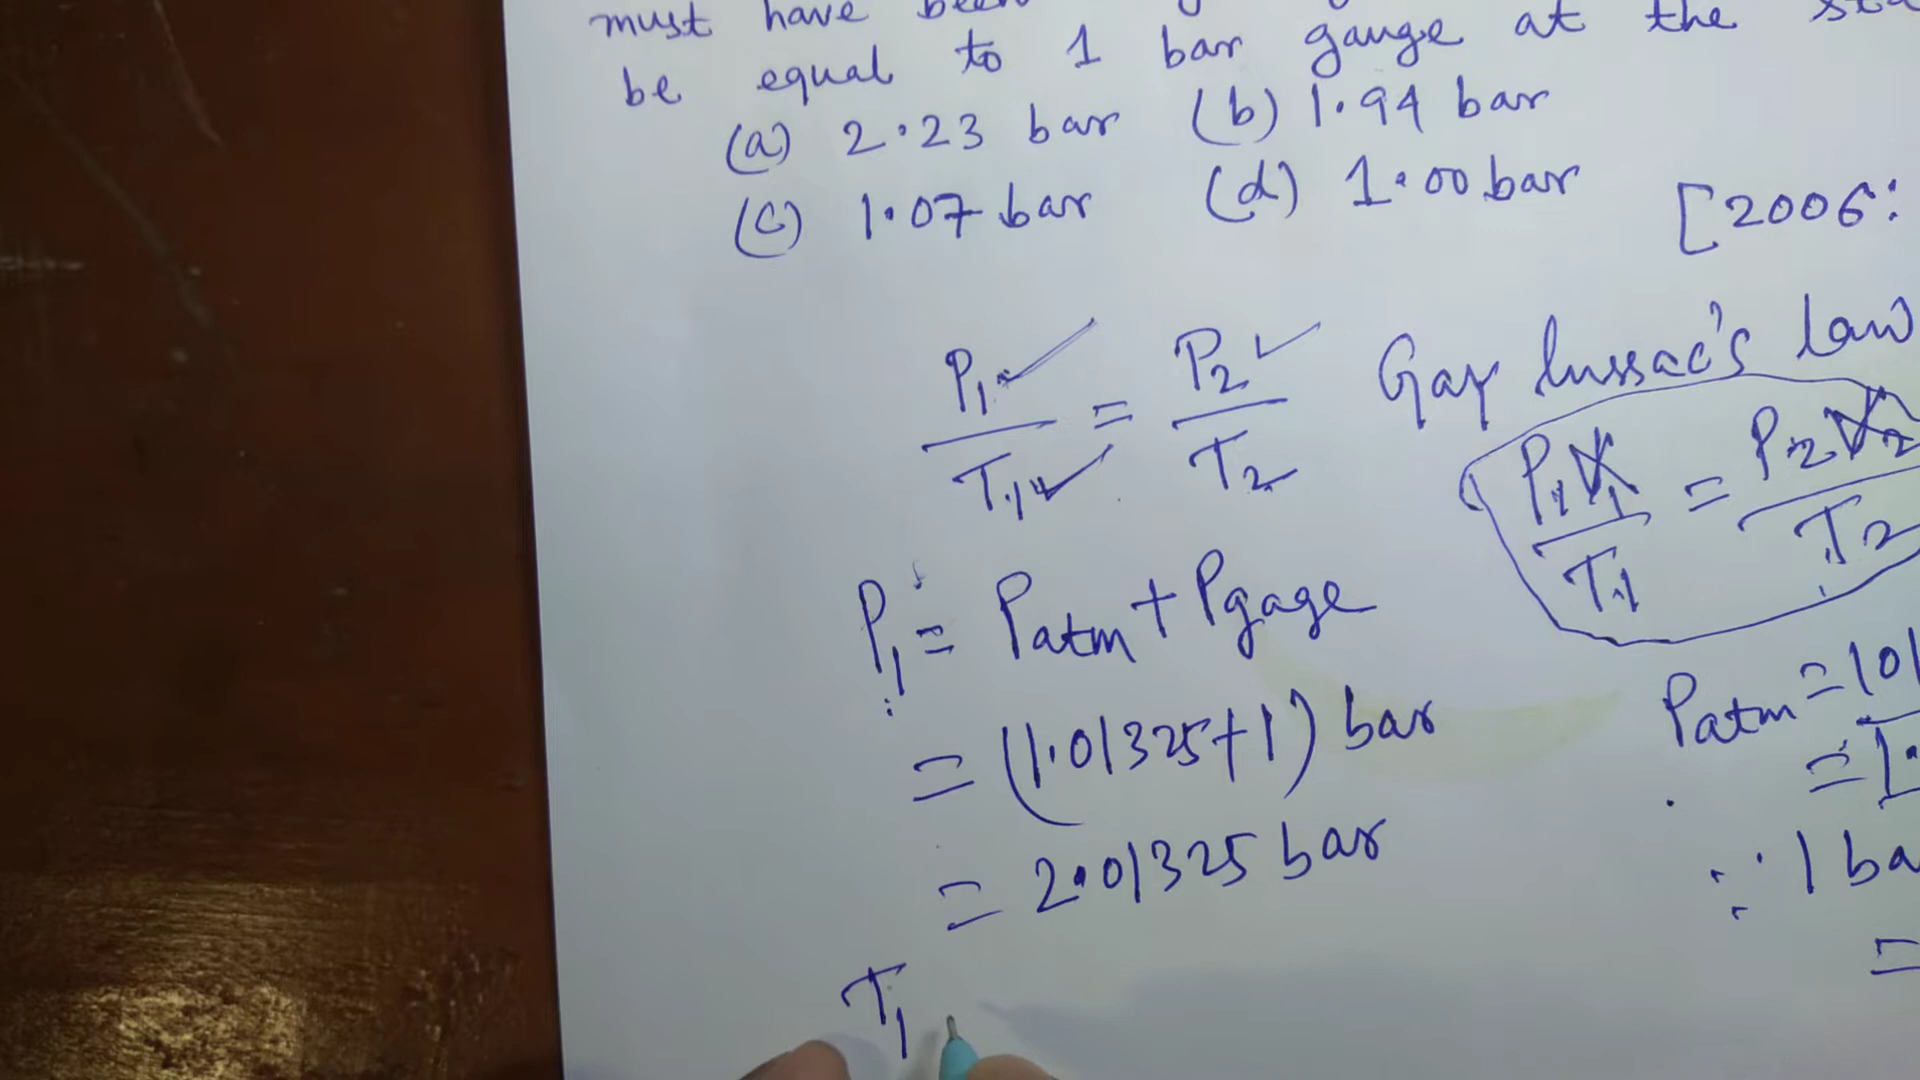 must have
be equal to 1 bar gauge at the
(a) 2.23 bar (b) 1.94 bar
(c) 1.07 bar (d) 1.00 bar
[2006:
P1/T1 = P2/T2 Gay lussac's law
P1V1/T1 = P2V2/T2
P1 = Patm + Pgage
= (1.01325+1) bar
= 2.01325 bar
T1
Patm = 101
= 1.
∵ 1 ba
=